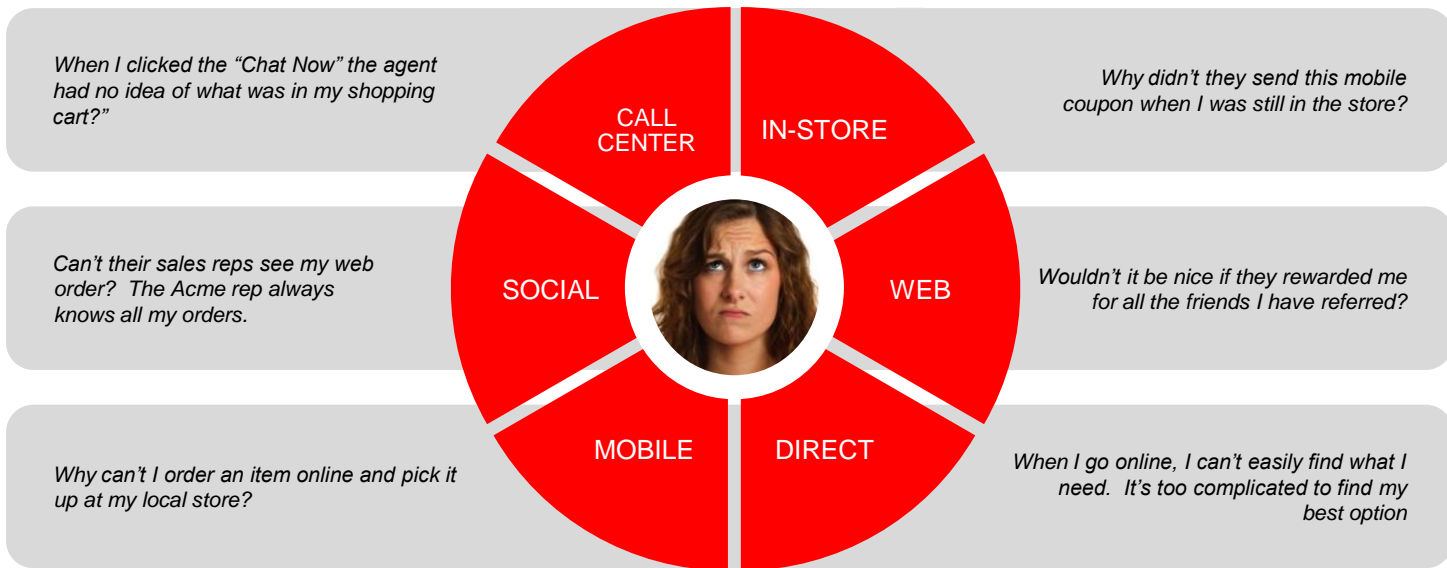 When I clicked the “Chat Now” the agent
had no idea of what was in my shopping
cart?”
CALL
CENTER
IN-STORE
Why didn’t they send this mobile
coupon when I was still in the store?
Can’t their sales reps see my web
order?  The Acme rep always
knows all my orders.
SOCIAL
WEB
Wouldn’t it be nice if they rewarded me
for all the friends I have referred?
Why can’t I order an item online and pick it
up at my local store?
MOBILE
DIRECT
When I go online, I can’t easily find what I
need.  It’s too complicated to find my
best option